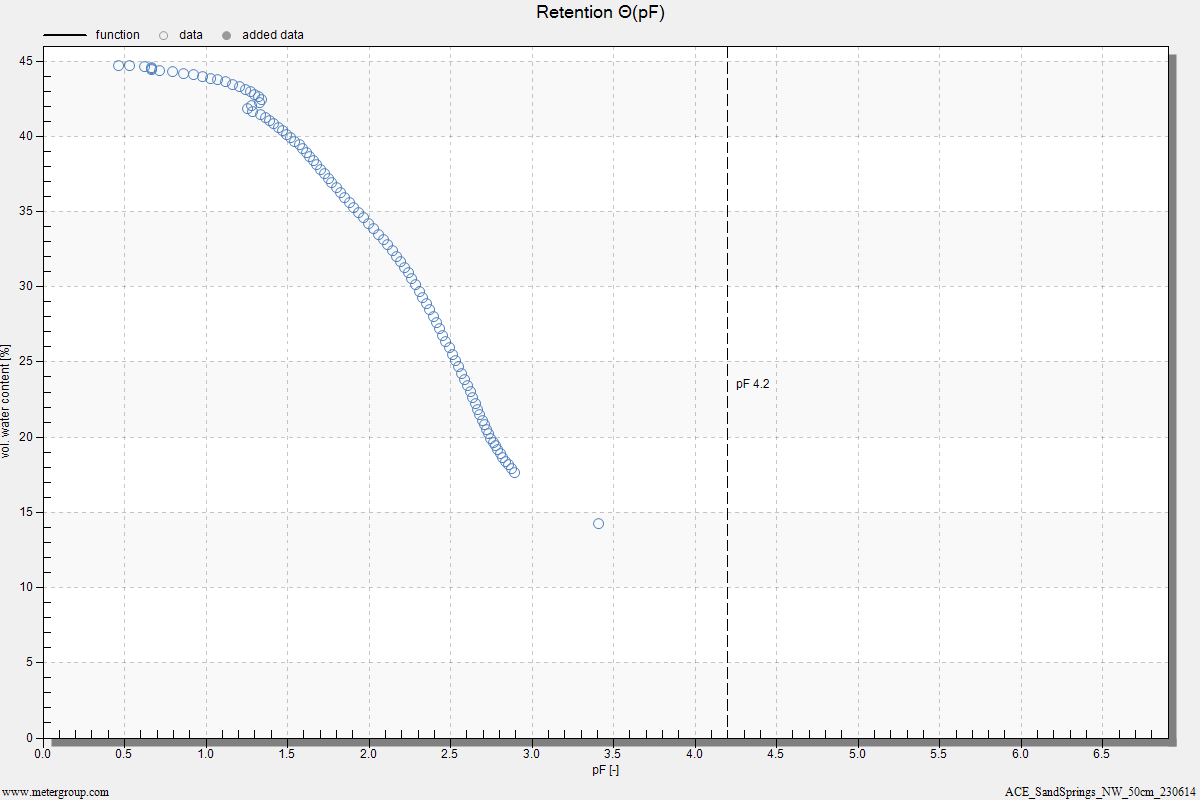 Retention Θ(pF)
function data added data
45
40
35
30
25
20
15
10
5
0
vol. water content [%]
pF 4.2
0.0 0.5 1.0 1.5 2.0 2.5 3.0 3.5 4.0 4.5 5.0 5.5 6.0 6.5
pF [-]
www.metergroup.com
ACE_SandSprings_NW_50cm_230614